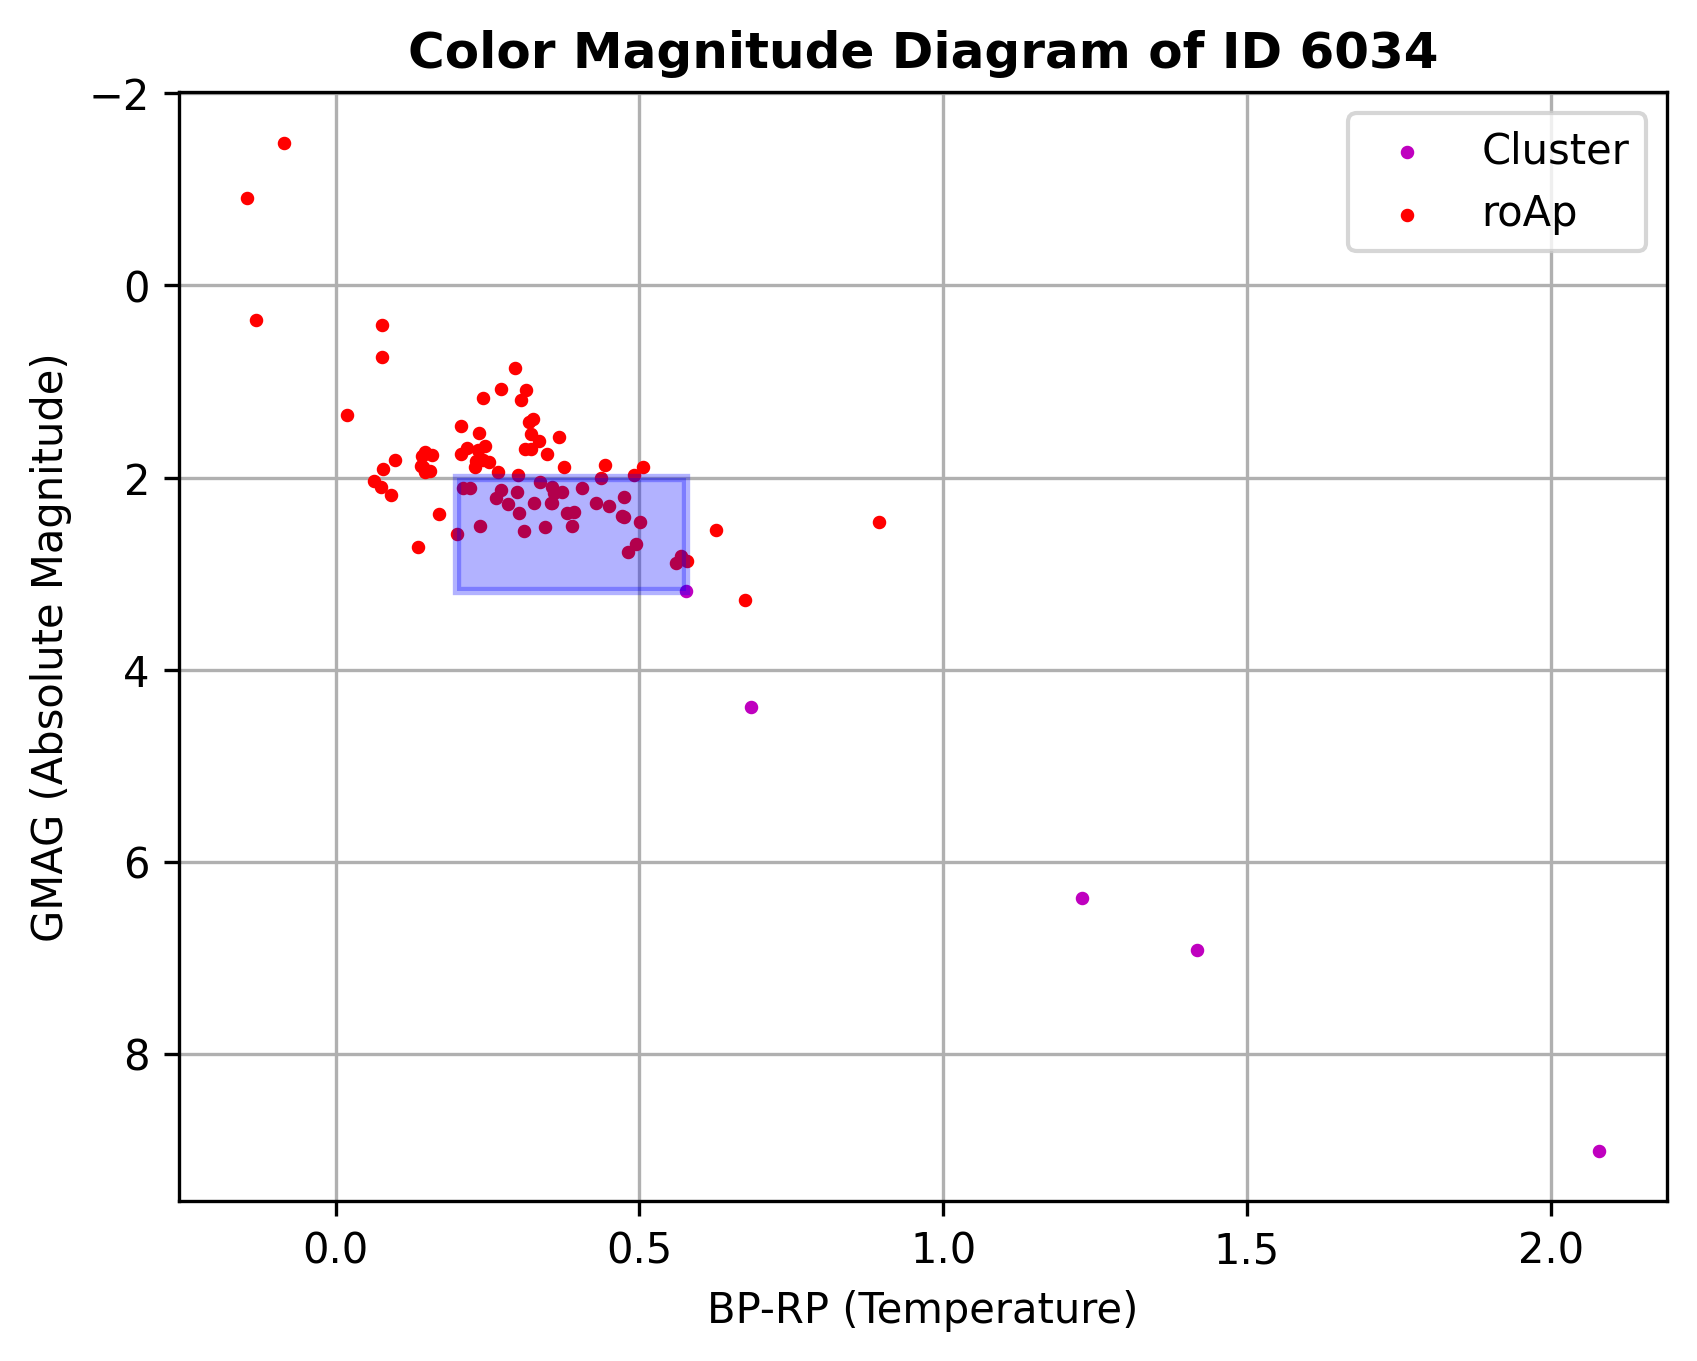 Color Magnitude Diagram of ID 6034
Cluster
roAp
−2
0
2
4
6
8
GMAG (Absolute Magnitude)
0.0 0.5 1.0 1.5 2.0
BP-RP (Temperature)